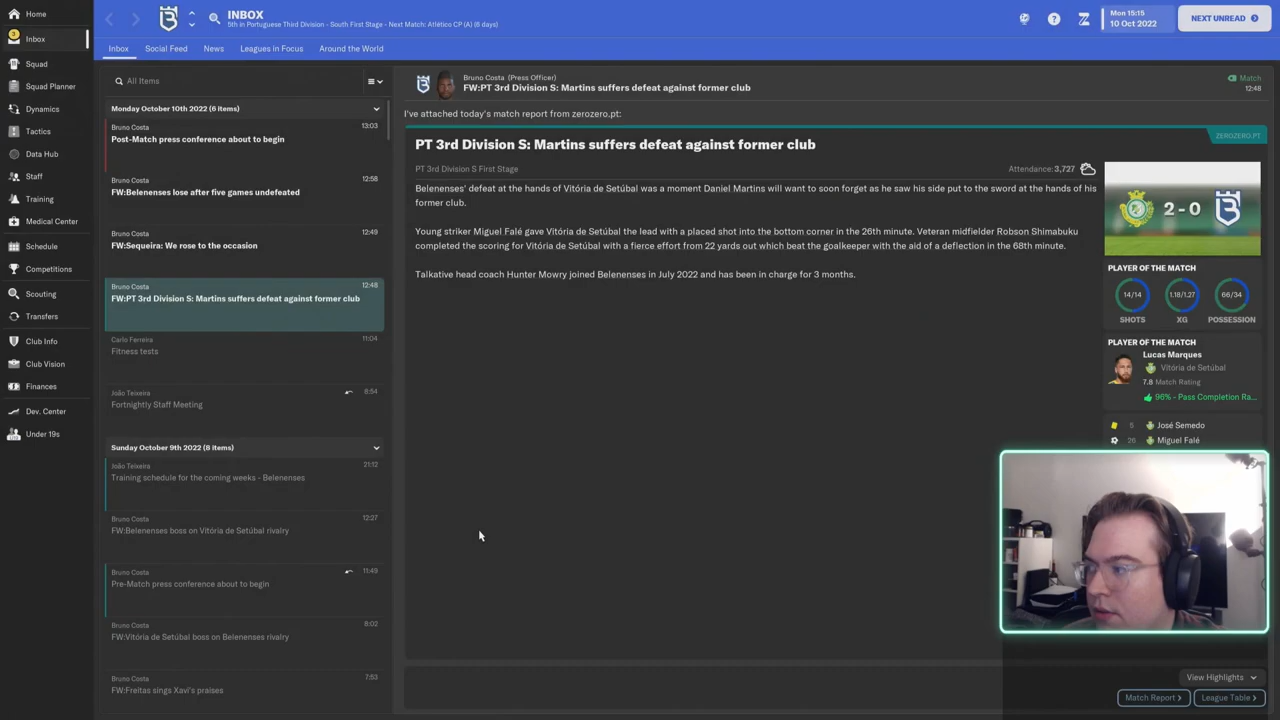 Home
Inbox
3
Squad
Squad Planner
Dynamics
Tactics
Data Hub
Staff
Training
Medical Center
Schedule
Competitions
Scouting
Transfers
Club Info
Club Vision
Finances
Dev. Center
Under 19s
INBOX
5th in Portuguese Third Division - South First Stage - Next Match: Atlético CP (A) (6 days)
Mon 15:15
10 Oct 2022
NEXT UNREAD
Inbox
Social Feed
News
Leagues in Focus
Around the World
All Items
Monday October 10th 2022 (6 items)
Bruno Costa
13:03
Post-Match press conference about to begin
Bruno Costa
12:58
FW:Belenenses lose after five games undefeated
Bruno Costa
12:49
FW:Sequeira: We rose to the occasion
Bruno Costa
12:48
FW:PT 3rd Division S: Martins suffers defeat against former club
Carlo Ferreira
11:04
Fitness tests
João Teixeira
8:54
Fortnightly Staff Meeting
Sunday October 9th 2022 (8 items)
João Teixeira
21:12
Training schedule for the coming weeks - Belenenses
Bruno Costa
12:27
FW:Belenenses boss on Vitória de Setúbal rivalry
Bruno Costa
11:49
Pre-Match press conference about to begin
Bruno Costa
8:02
FW:Vitória de Setúbal boss on Belenenses rivalry
Bruno Costa
7:53
FW:Freitas sings Xavi's praises
Bruno Costa (Press Officer)
FW:PT 3rd Division S: Martins suffers defeat against former club
Match
12:48
I've attached today's match report from zerozero.pt:
ZEROZERO.PT
PT 3rd Division S: Martins suffers defeat against former club
PT 3rd Division S First Stage
Attendance: 3,727
Belenenses' defeat at the hands of Vitória de Setúbal was a moment Daniel Martins will want to soon forget as he saw his side put to the sword at the hands of his
former club.
Young striker Miguel Falé gave Vitória de Setúbal the lead with a placed shot into the bottom corner in the 26th minute. Veteran midfielder Robson Shimabuku
completed the scoring for Vitória de Setúbal with a fierce effort from 22 yards out which beat the goalkeeper with the aid of a deflection in the 68th minute.
Talkative head coach Hunter Mowry joined Belenenses in July 2022 and has been in charge for 3 months.
2 - 0
PLAYER OF THE MATCH
14/14
1.18/1.27
66/34
SHOTS
XG
POSSESSION
PLAYER OF THE MATCH
Lucas Marques
Vitória de Setúbal
7.8 Match Rating
96% - Pass Completion Ra...
5 José Semedo
26 Miguel Falé
View Highlights
Match Report
League Table